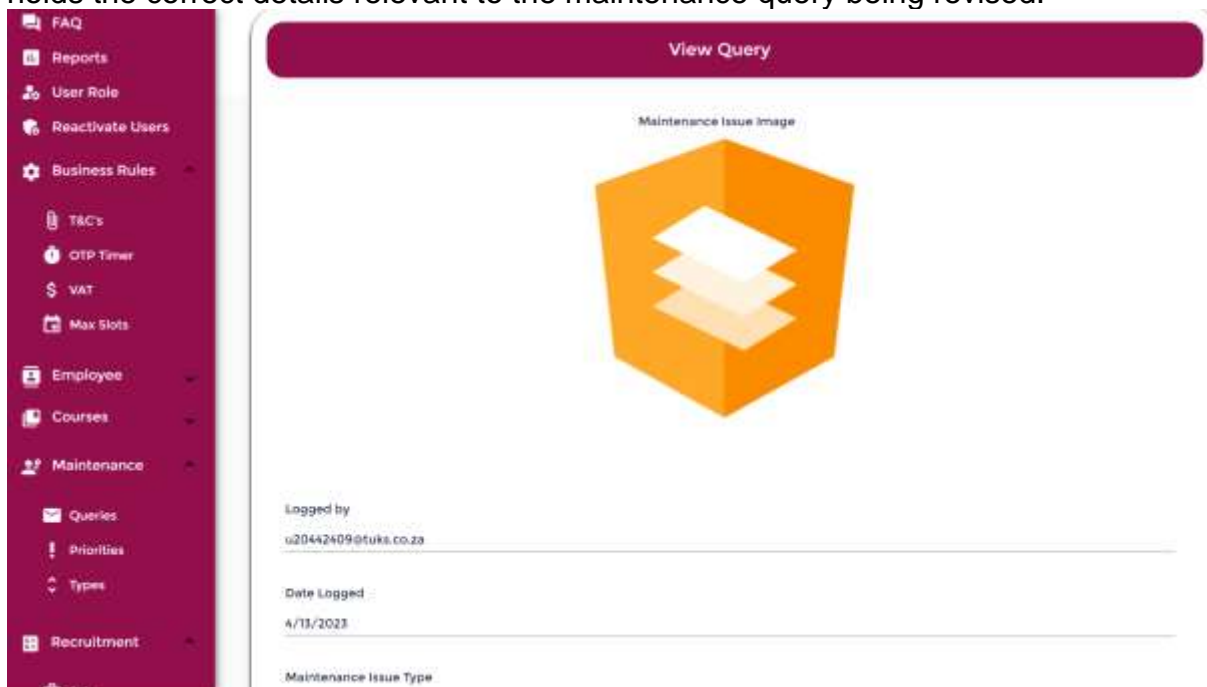 holds the correct details relevant to the maintenance query being revised.
FAQ
Reports
User Role
Reactivate Users
Business Rules
T&C's
OTP Timer
$ VAT
Max Slots
Employee
Courses
Maintenance
Queries
Priorities
Types
Recruitment
View Query
Maintenance Issue Image
Logged by
u20442409@tuks.co.za
Date Logged
4/13/2023
Maintenance Issue Type